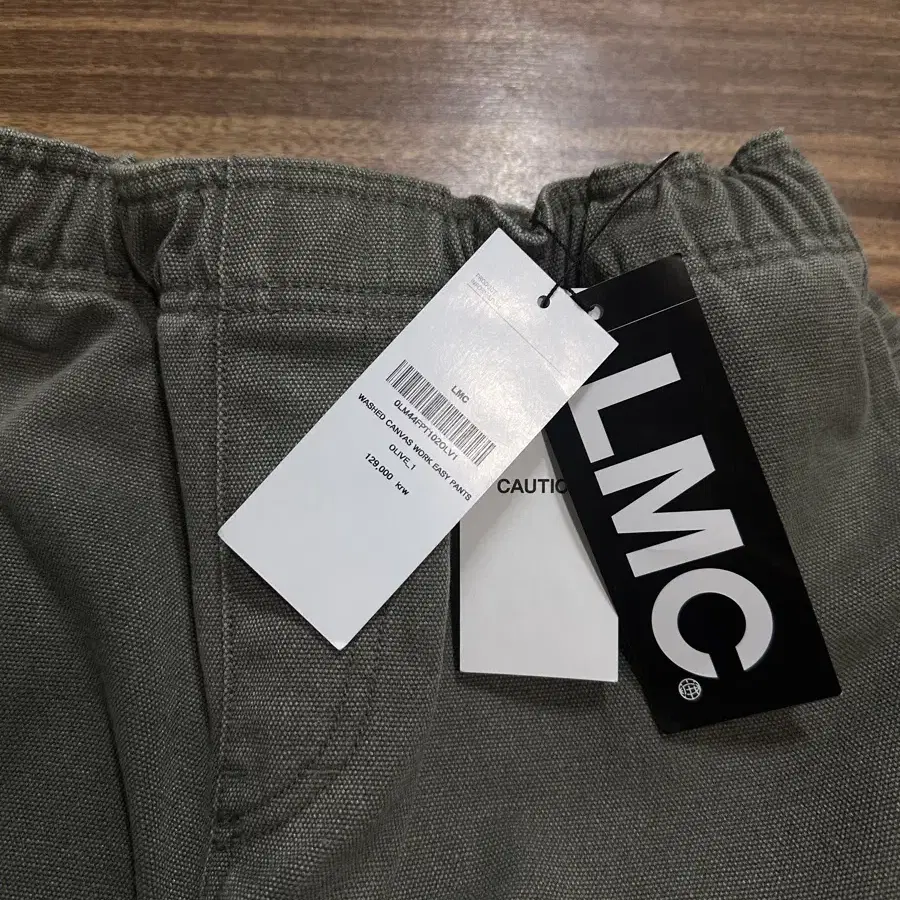 LMC
0LM44FPT102OLV1
WASHED CANVAS WORK EASY PANTS
OLIVE_1
129,000 krw
CAUTIO
LMC
®